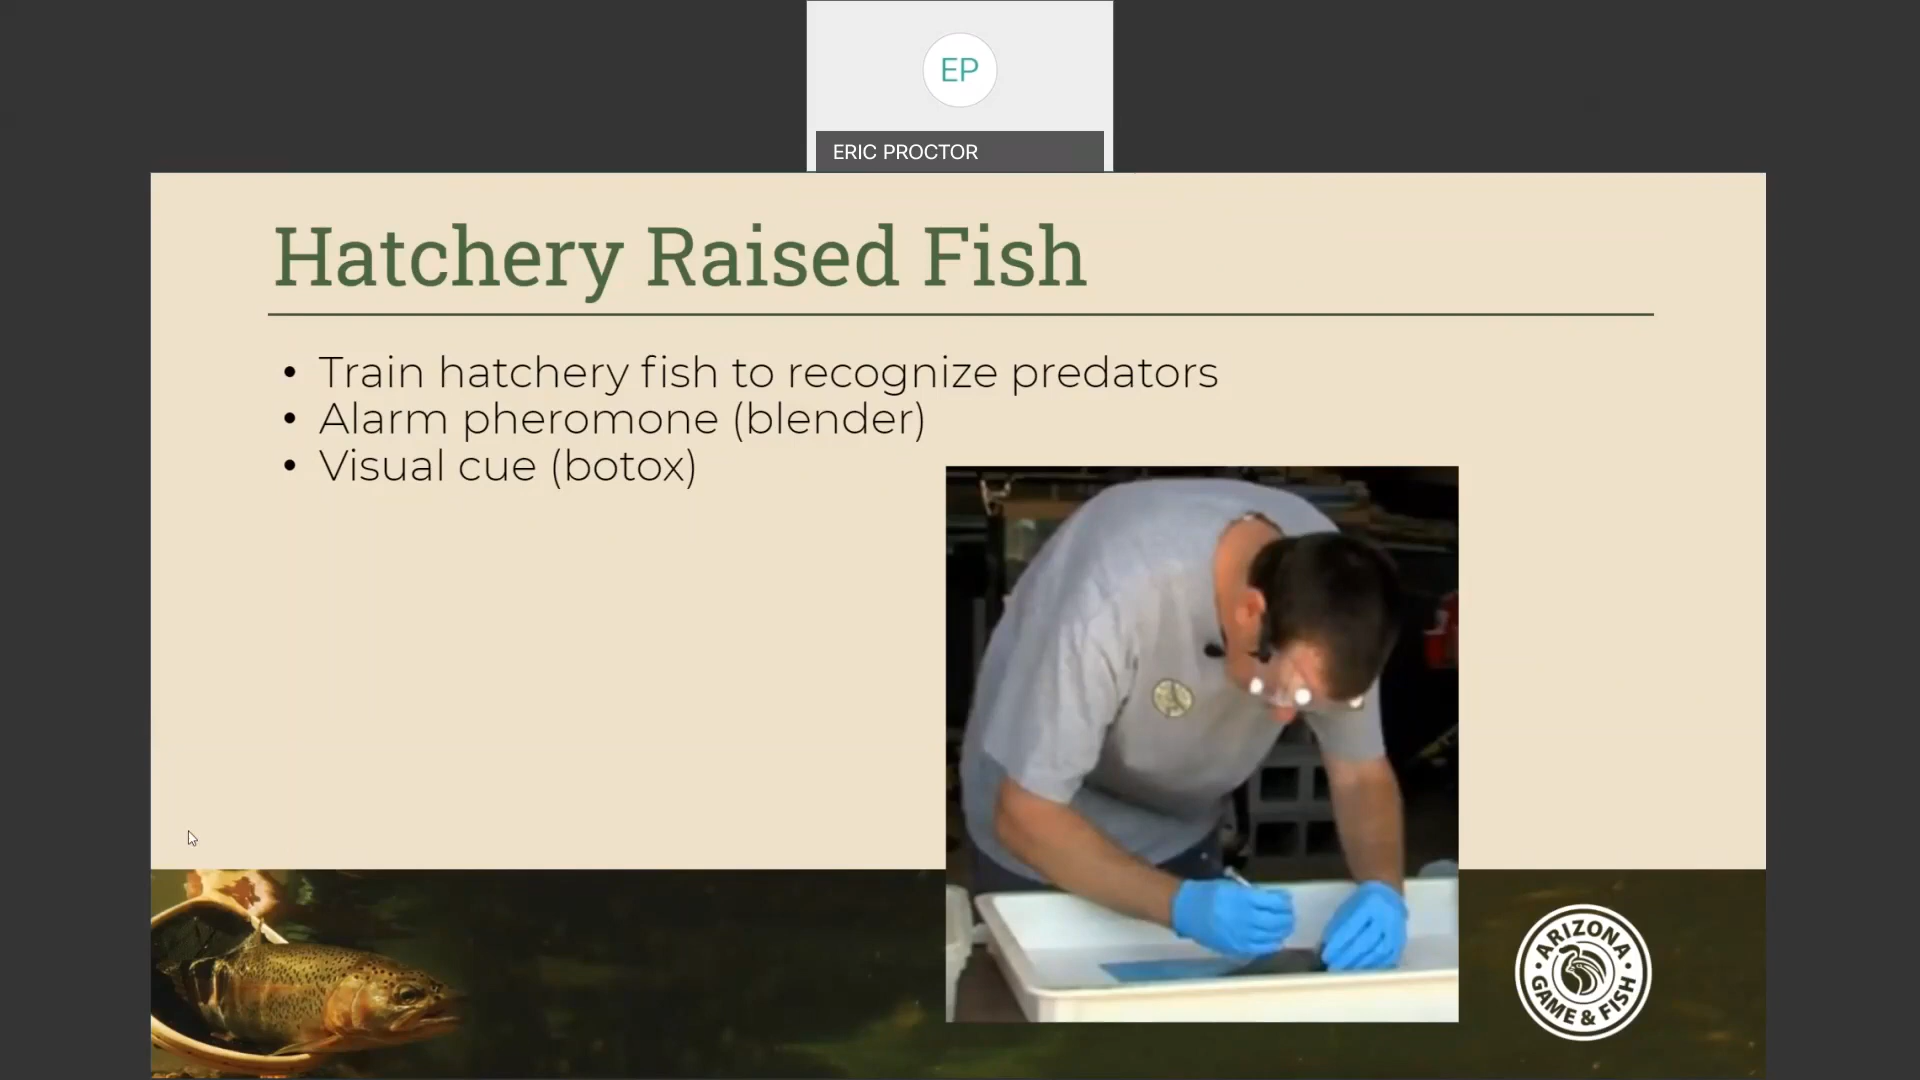 EP
ERIC PROCTOR
Hatchery Raised Fish
• Train hatchery fish to recognize predators
• Alarm pheromone (blender)
• Visual cue (botox)
ARIZONA
GAME & FISH